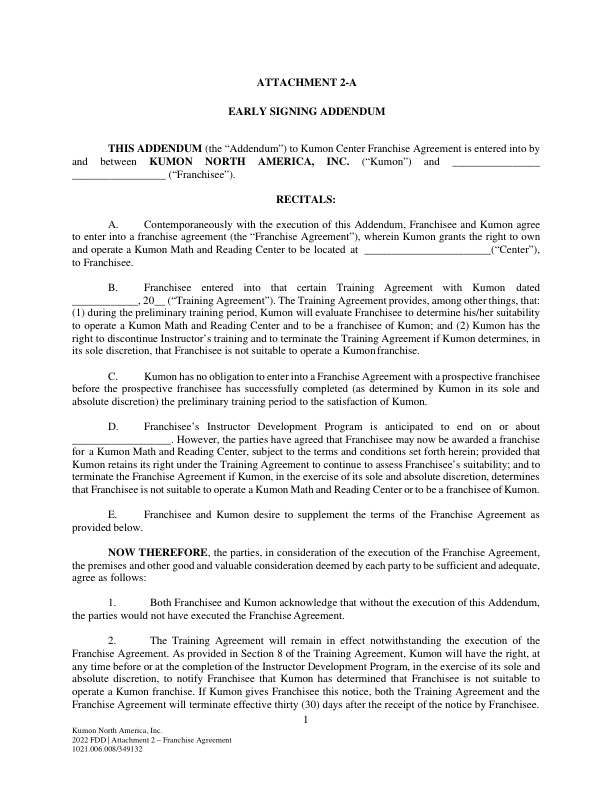 ATTACHMENT 2-A
EARLY SIGNING ADDENDUM
THIS ADDENDUM (the “Addendum”) to Kumon Center Franchise Agreement is entered into by
and between KUMON NORTH AMERICA, INC. (“Kumon”) and ________________
_________________ (“Franchisee”).
RECITALS:
A. Contemporaneously with the execution of this Addendum, Franchisee and Kumon agree
to enter into a franchise agreement (the “Franchise Agreement”), wherein Kumon grants the right to own
and operate a Kumon Math and Reading Center to be located at _______________________(“Center”),
to Franchisee.
B. Franchisee entered into that certain Training Agreement with Kumon dated
____________, 20__ (“Training Agreement”). The Training Agreement provides, among other things, that:
(1) during the preliminary training period, Kumon will evaluate Franchisee to determine his/her suitability
to operate a Kumon Math and Reading Center and to be a franchise of Kumon; and (2) Kumon has the
right to discontinue Instructor’s training and to terminate the Training Agreement if Kumon determines, in
its sole discretion, that Franchisee is not suitable to operate a Kumon franchise.
C. Kumon has no obligation to enter into a Franchise Agreement with a prospective franchisee
before the prospective franchisee has successfully completed (as determined by Kumon in its sole and
absolute discretion) the preliminary training period to the satisfaction of Kumon.
D. Franchisee’s Instructor Development Program is anticipated to end on or about
__________________. However, the parties have agreed that Franchisee may now be awarded a franchise
for a Kumon Math and Reading Center, subject to the terms and conditions set forth herein; provided that
Kumon retains its right under the Training Agreement to continue to assess Franchisee’s suitability; and to
terminate the Franchise Agreement if Kumon, in the exercise of its sole and absolute discretion, determines
that Franchisee is not suitable to operate a Kumon Math and Reading Center or to be a franchisee of Kumon.
E. Franchisee and Kumon desire to supplement the terms of the Franchise Agreement as
provided below.
NOW THEREFORE, the parties, in consideration of the execution of the Franchise Agreement,
the premises and other good and valuable consideration deemed by each party to be sufficient and adequate,
agree as follows:
1. Both Franchisee and Kumon acknowledge that without the execution of this Addendum,
the parties would not have executed the Franchise Agreement.
2. The Training Agreement will remain in effect notwithstanding the execution of the
Franchise Agreement. As provided in Section 8 of the Training Agreement, Kumon will have the right, at
any time before or at the completion of the Instructor Development Program, in the exercise of its sole and
absolute discretion, to notify Franchisee that Kumon has determined that Franchisee is not suitable to
operate a Kumon franchise. If Kumon gives Franchisee this notice, both the Training Agreement and the
Franchise Agreement will terminate effective thirty (30) days after the receipt of the notice by Franchisee.
1
Kumon North America, Inc.
2022 FDD | Attachment 2 – Franchise Agreement
1021.006.008/349132